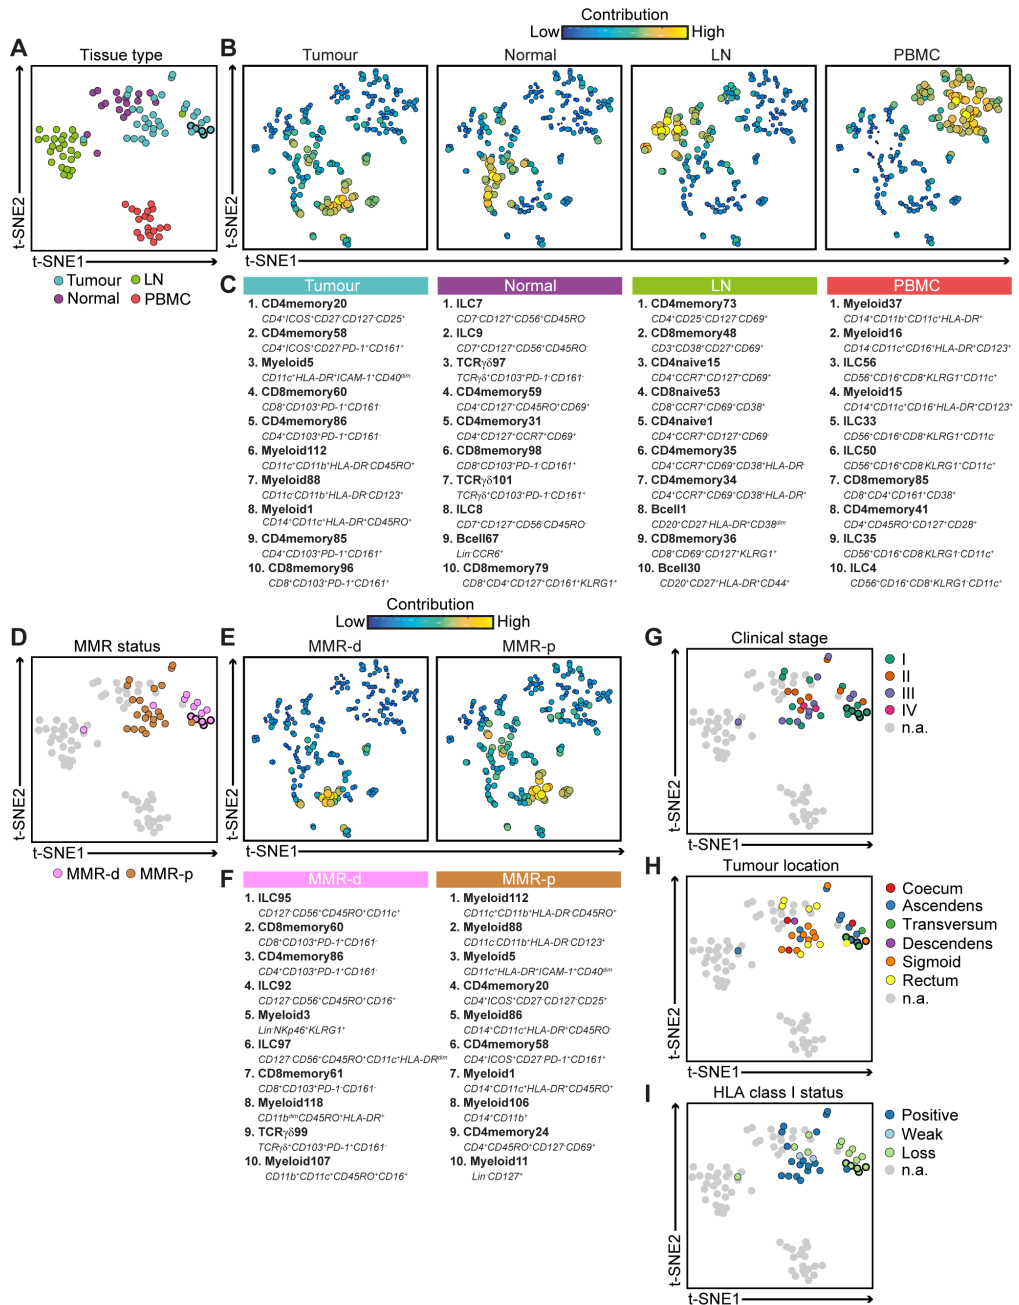 A
Tissue type
t-SNE2
t-SNE1
Tumour
LN
Normal
PBMC
B
Contribution
Low
High
Tumour
Normal
LN
PBMC
t-SNE2
t-SNE1
C
Tumour
1. CD4memory20
CD4⁺ICOS⁺CD27⁻CD127⁻CD25⁺
2. CD4memory58
CD4⁺ICOS⁺CD27⁻PD-1⁺CD161⁺
3. Myeloid5
CD11c⁺HLA-DR⁺ICAM-1⁺CD40ᵈⁱᵐ
4. CD8memory60
CD8⁺CD103⁺PD-1⁺CD161⁻
5. CD4memory86
CD4⁺CD103⁺PD-1⁺CD161⁻
6. Myeloid112
CD11c⁺CD11b⁺HLA-DR⁻CD45RO⁺
7. Myeloid88
CD11c⁻CD11b⁺HLA-DR⁻CD123⁺
8. Myeloid1
CD14⁺CD11c⁺HLA-DR⁺CD45RO⁺
9. CD4memory85
CD4⁺CD103⁺PD-1⁺CD161⁺
10. CD8memory96
CD8⁺CD103⁺PD-1⁺CD161⁺
Normal
1. ILC7
CD7⁻CD127⁺CD56⁺CD45RO⁻
2. ILC9
CD7⁺CD127⁺CD56⁺CD45RO⁻
3. TCRγδ97
TCRγδ⁺CD103⁺PD-1⁻CD161⁻
4. CD4memory59
CD4⁺CD127⁺CD45RO⁺CD69⁺
5. CD4memory31
CD4⁺CD127⁺CCR7⁺CD69⁺
6. CD8memory98
CD8⁺CD103⁺PD-1⁻CD161⁺
7. TCRγδ101
TCRγδ⁺CD103⁺PD-1⁻CD161⁺
8. ILC8
CD7⁺CD127⁺CD56⁻CD45RO⁻
9. Bcell67
Lin⁻CCR6⁺
10. CD8memory79
CD8⁺CD4⁺CD127⁺CD161⁺KLRG1⁺
LN
1. CD4memory73
CD4⁺CD25⁺CD127⁻CD69⁺
2. CD8memory48
CD3⁺CD38⁺CD27⁺CD69⁺
3. CD4naive15
CD4⁺CCR7⁺CD127⁺CD69⁺
4. CD8naive53
CD8⁺CCR7⁺CD69⁺CD38⁺
5. CD4naive1
CD4⁺CCR7⁺CD127⁺CD69⁻
6. CD4memory35
CD4⁺CCR7⁺CD69⁺CD38⁺HLA-DR⁻
7. CD4memory34
CD4⁺CCR7⁺CD69⁺CD38⁺HLA-DR⁺
8. Bcell1
CD20⁺CD27⁻HLA-DR⁺CD38ᵈⁱᵐ
9. CD8memory36
CD8⁺CD69⁺CD127⁺KLRG1⁺
10. Bcell30
CD20⁺CD27⁺HLA-DR⁺CD44⁺
PBMC
1. Myeloid37
CD14⁺CD11b⁺CD11c⁺HLA-DR⁺
2. Myeloid16
CD14⁻CD11c⁺CD16⁺HLA-DR⁺CD123⁺
3. ILC56
CD56⁺CD16⁺CD8⁺KLRG1⁺CD11c⁺
4. Myeloid15
CD14⁺CD11c⁺CD16⁺HLA-DR⁺CD123⁺
5. ILC33
CD56⁺CD16⁺CD8⁺KLRG1⁺CD11c⁻
6. ILC50
CD56⁺CD16⁺CD8⁻KLRG1⁺CD11c⁺
7. CD8memory85
CD8⁺CD4⁺CD161⁺CD38⁺
8. CD4memory41
CD4⁺CD45RO⁺CD127⁺CD28⁺
9. ILC35
CD56⁺CD16⁺CD8⁻KLRG1⁻CD11c⁺
10. ILC4
CD56⁺CD16⁺CD8⁺KLRG1⁻CD11c⁺
D
MMR status
t-SNE2
t-SNE1
MMR-d
MMR-p
E
Contribution
Low
High
MMR-d
MMR-p
t-SNE2
t-SNE1
F
MMR-d
1. ILC95
CD127⁻CD56⁺CD45RO⁺CD11c⁺
2. CD8memory60
CD8⁺CD103⁺PD-1⁺CD161⁻
3. CD4memory86
CD4⁺CD103⁺PD-1⁺CD161⁻
4. ILC92
CD127⁻CD56⁺CD45RO⁺CD16⁺
5. Myeloid3
Lin⁻NKp46⁺KLRG1⁺
6. ILC97
CD127⁻CD56⁺CD45RO⁺CD11c⁺HLA-DRᵈⁱᵐ
7. CD8memory61
CD8⁺CD103⁺PD-1⁻CD161⁻
8. Myeloid118
CD11bᵈⁱᵐCD45RO⁺HLA-DR⁺
9. TCRγδ99
TCRγδ⁺CD103⁺PD-1⁺CD161⁻
10. Myeloid107
CD11b⁺CD11c⁺CD45RO⁺CD16⁺
MMR-p
1. Myeloid112
CD11c⁺CD11b⁺HLA-DR⁻CD45RO⁺
2. Myeloid88
CD11c⁻CD11b⁺HLA-DR⁻CD123⁺
3. Myeloid5
CD11c⁺HLA-DR⁺ICAM-1⁺CD40ᵈⁱᵐ
4. CD4memory20
CD4⁺ICOS⁺CD27⁻CD127⁻CD25⁺
5. Myeloid86
CD14⁺CD11c⁺HLA-DR⁺CD45RO⁻
6. CD4memory58
CD4⁺ICOS⁺CD27⁻PD-1⁺CD161⁺
7. Myeloid1
CD14⁺CD11c⁺HLA-DR⁺CD45RO⁺
8. Myeloid106
CD14⁺CD11b⁺
9. CD4memory24
CD4⁺CD45RO⁺CD127⁻CD69⁺
10. Myeloid11
Lin⁻CD127⁺
G
Clinical stage
t-SNE2
t-SNE1
I
II
III
IV
n.a.
H
Tumour location
t-SNE2
t-SNE1
Coecum
Ascendens
Transversum
Descendens
Sigmoid
Rectum
n.a.
I
HLA class I status
t-SNE2
t-SNE1
Positive
Weak
Loss
n.a.